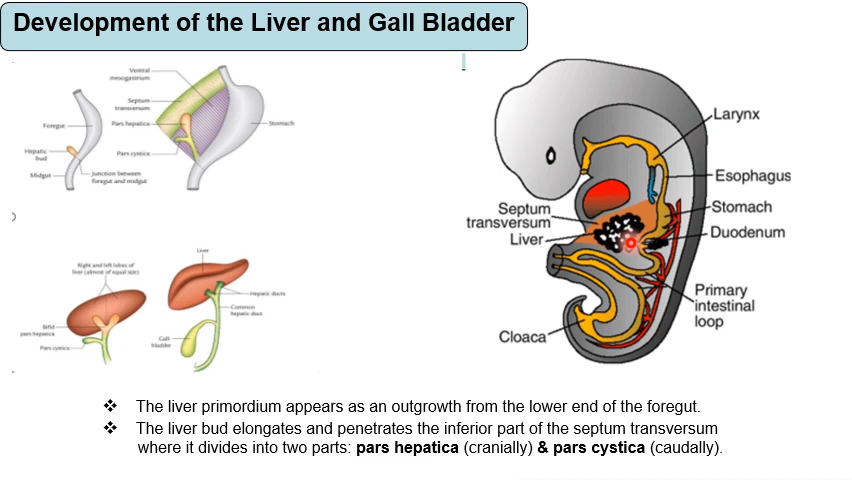 Development of the Liver and Gall Bladder
Ventral
mesogastrium
Septum
transversum
Pars hepatica
Pars cystica
Stomach
Foregut
Hepatic
bud
Midgut
Junction between
foregut and midgut
Larynx
Esophagus
Stomach
Duodenum
Septum
transversum
Liver
Primary
intestinal
loop
Cloaca
Liver
Right and left lobes of
liver (almost of equal size)
Bifid
pars hepatica
Pars cystica
Hepatic ducts
Common
hepatic duct
Gall
bladder
❖ The liver primordium appears as an outgrowth from the lower end of the foregut.
❖ The liver bud elongates and penetrates the inferior part of the septum transversum
where it divides into two parts: pars hepatica (cranially) & pars cystica (caudally).